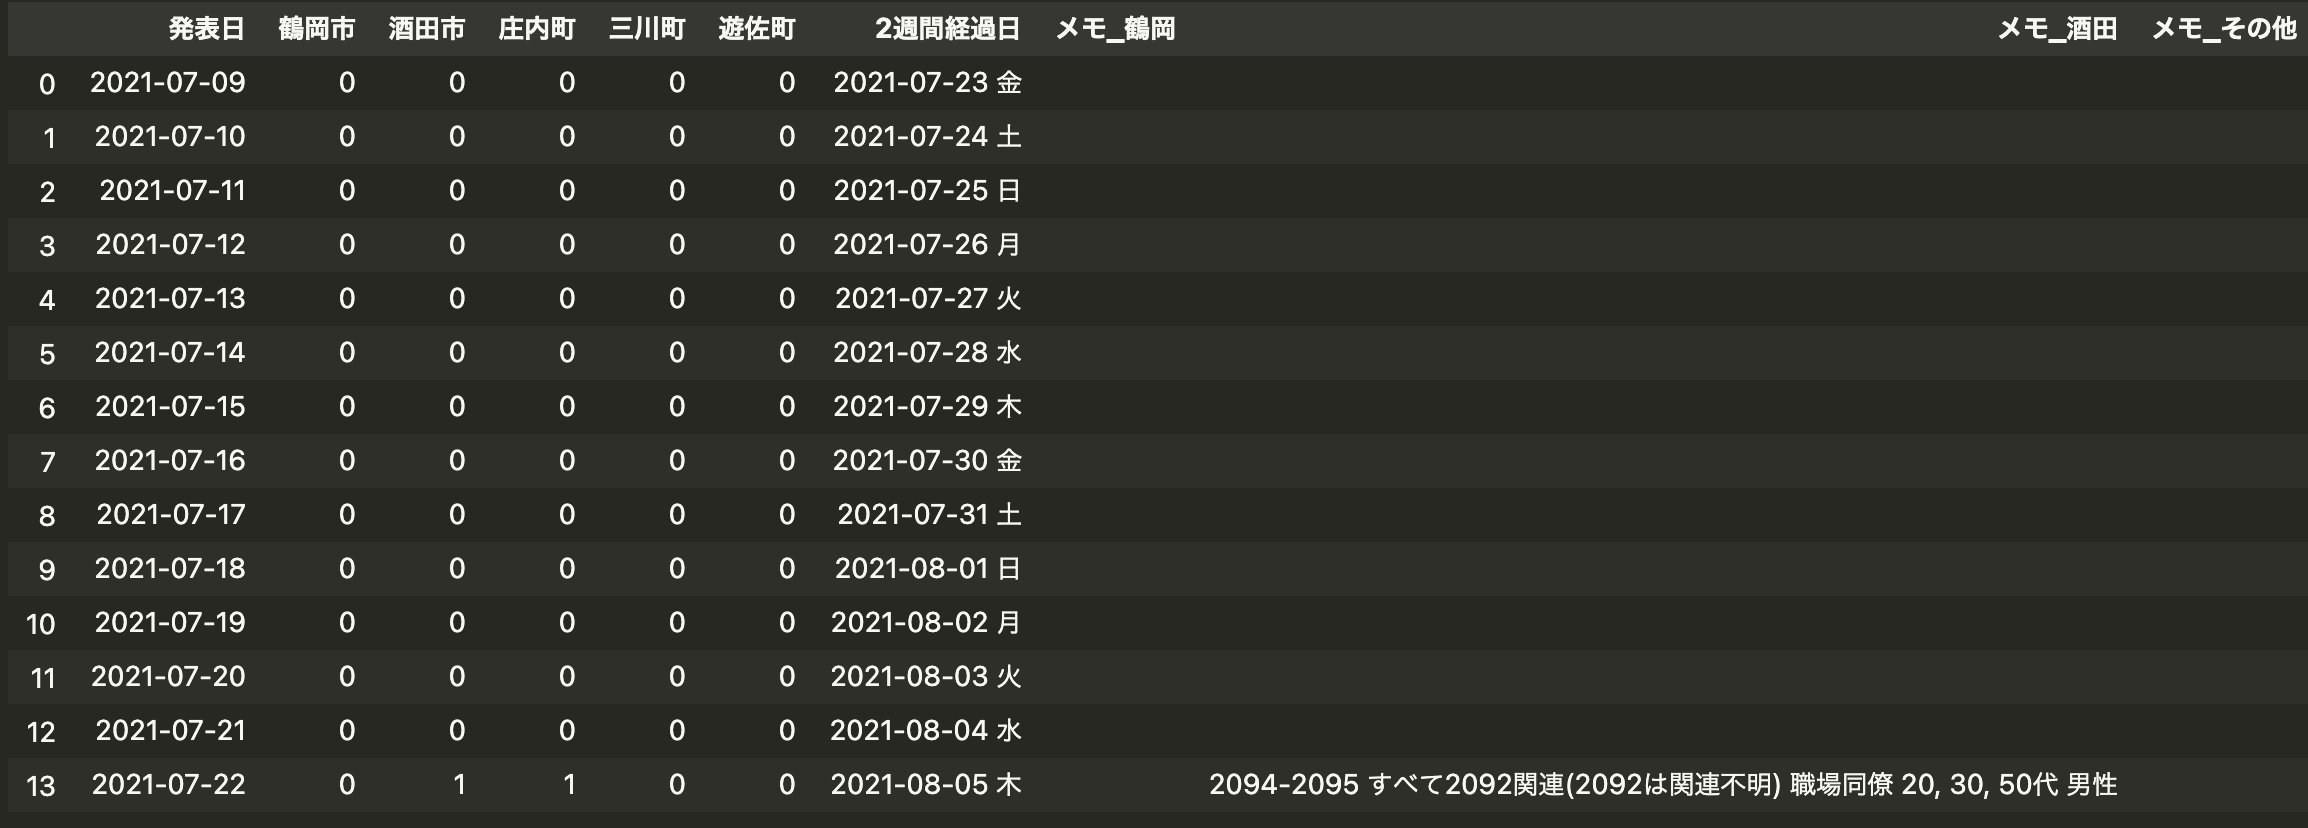 発表日 鶴岡市 酒田市 庄内町 三川町 遊佐町 2週間経過日 メモ_鶴岡 メモ_酒田 メモ_その他
0 2021-07-09 0 0 0 0 0 2021-07-23 金
1 2021-07-10 0 0 0 0 0 2021-07-24 土
2 2021-07-11 0 0 0 0 0 2021-07-25 日
3 2021-07-12 0 0 0 0 0 2021-07-26 月
4 2021-07-13 0 0 0 0 0 2021-07-27 火
5 2021-07-14 0 0 0 0 0 2021-07-28 水
6 2021-07-15 0 0 0 0 0 2021-07-29 木
7 2021-07-16 0 0 0 0 0 2021-07-30 金
8 2021-07-17 0 0 0 0 0 2021-07-31 土
9 2021-07-18 0 0 0 0 0 2021-08-01 日
10 2021-07-19 0 0 0 0 0 2021-08-02 月
11 2021-07-20 0 0 0 0 0 2021-08-03 火
12 2021-07-21 0 0 0 0 0 2021-08-04 水
13 2021-07-22 0 1 1 0 0 2021-08-05 木 2094-2095 すべて2092関連(2092は関連不明) 職場同僚 20, 30, 50代 男性